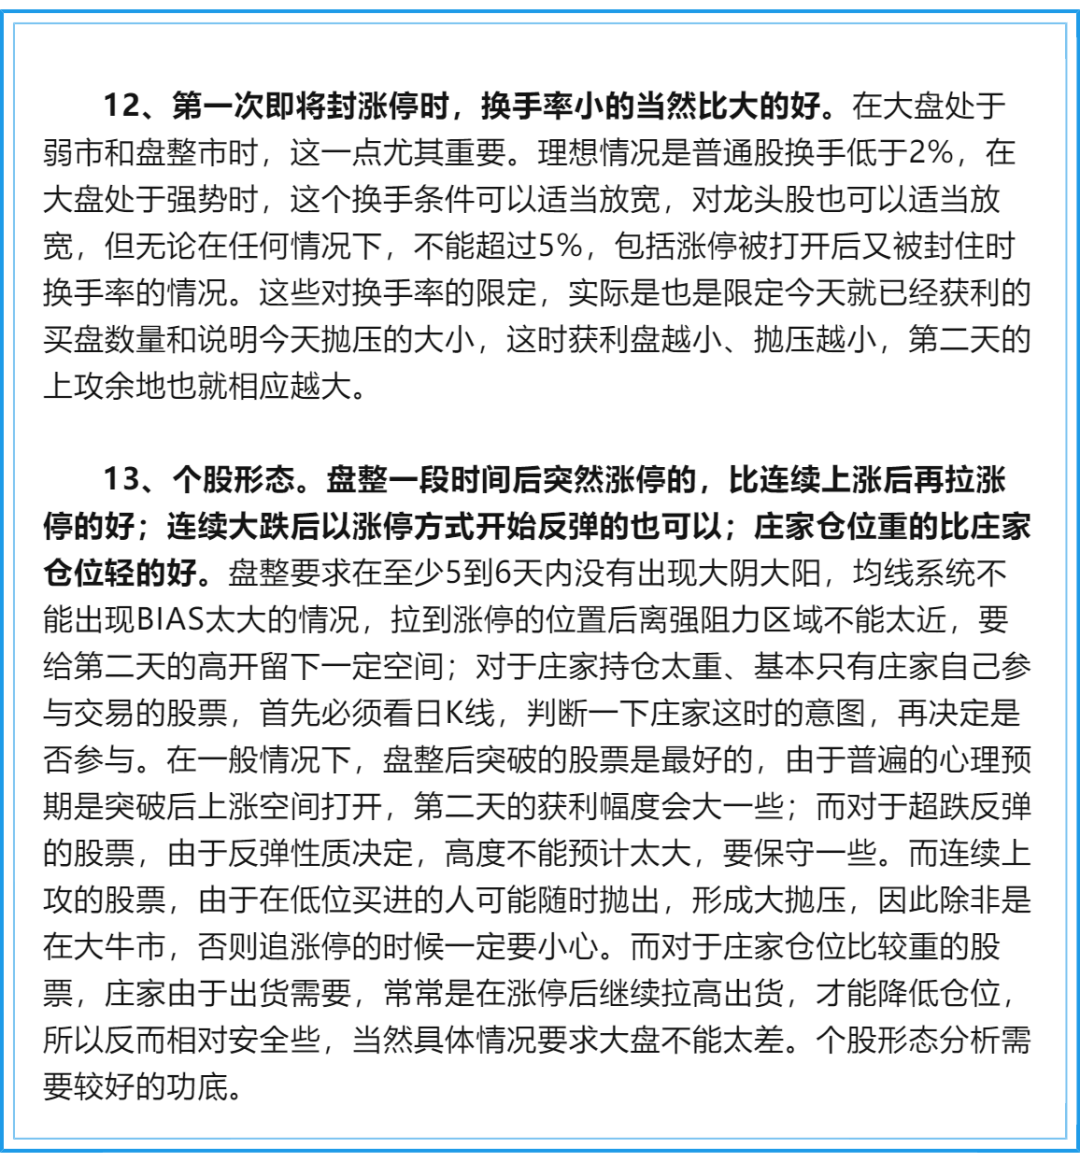 12、第一次即将封涨停时，换手率小的当然比大的好。在大盘处于
弱市和盘整市时，这一点尤其重要。理想情况是普通股换手低于2%，在
大盘处于强势时，这个换手条件可以适当放宽，对龙头股也可以适当放
宽，但无论在任何情况下，不能超过5%，包括涨停被打开后又被封住时
换手率的情况。这些对换手率的限定，实际是也是限定今天就已经获利的
买盘数量和说明今天抛压的大小，这时获利盘越小、抛压越小，第二天的
上攻余地也就相应越大。
13、个股形态。盘整一段时间后突然涨停的，比连续上涨后再拉涨
停的好；连续大跌后以涨停方式开始反弹的也可以；庄家仓位重的比庄家
仓位轻的好。盘整要求在至少5到6天内没有出现大阴大阳，均线系统不
能出现BIAS太大的情况，拉到涨停的位置后离强阻力区域不能太近，要
给第二天的高开留下一定空间；对于庄家持仓太重、基本只有庄家自己参
与交易的股票，首先必须看日K线，判断一下庄家这时的意图，再决定是
否参与。在一般情况下，盘整后突破的股票是最好的，由于普遍的心理预
期是突破后上涨空间打开，第二天的获利幅度会大一些；而对于超跌反弹
的股票，由于反弹性质决定，高度不能预计太大，要保守一些。而连续上
攻的股票，由于在低位买进的人可能随时抛出，形成大抛压，因此除非是
在大牛市，否则追涨停的时候一定要小心。而对于庄家仓位比较重的股
票，庄家由于出货需要，常常是在涨停后继续拉高出货，才能降低仓位，
所以反而相对安全些，当然具体情况要求大盘不能太差。个股形态分析需
要较好的功底。